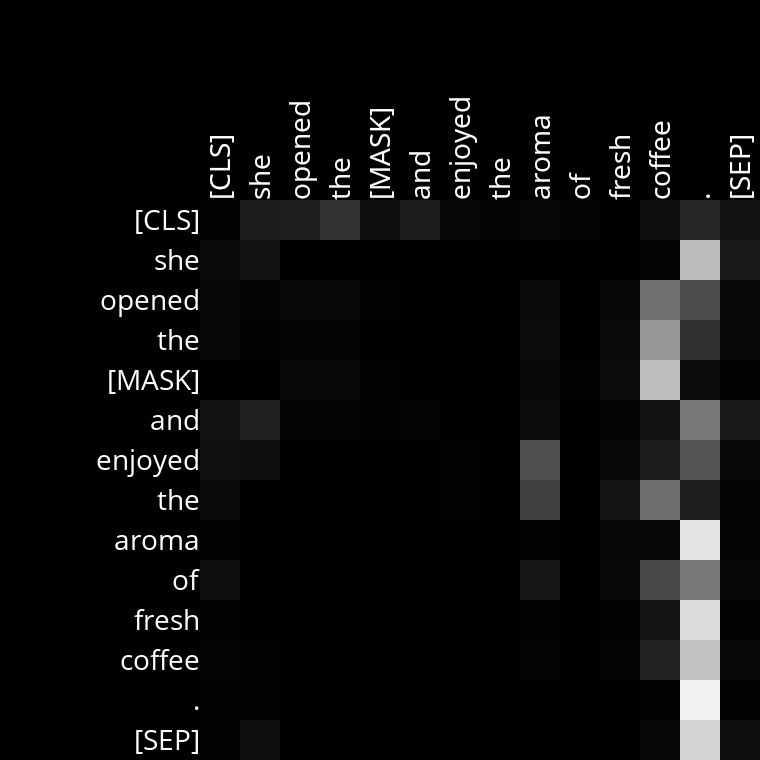 [CLS] she opened the [MASK] and enjoyed the aroma of fresh coffee . [SEP]
[CLS]
she
opened
the
[MASK]
and
enjoyed
the
aroma
of
fresh
coffee
.
[SEP]